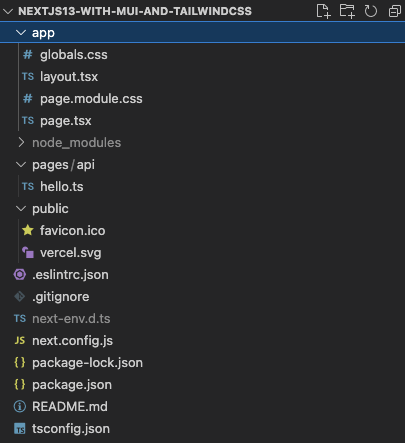 NEXTJS13-WITH-MUI-AND-TAILWINDCSS
app
# globals.css
TS layout.tsx
# page.module.css
TS page.tsx
node_modules
pages/api
TS hello.ts
public
favicon.ico
vercel.svg
.eslintrc.json
.gitignore
TS next-env.d.ts
JS next.config.js
{} package-lock.json
{} package.json
README.md
TS tsconfig.json